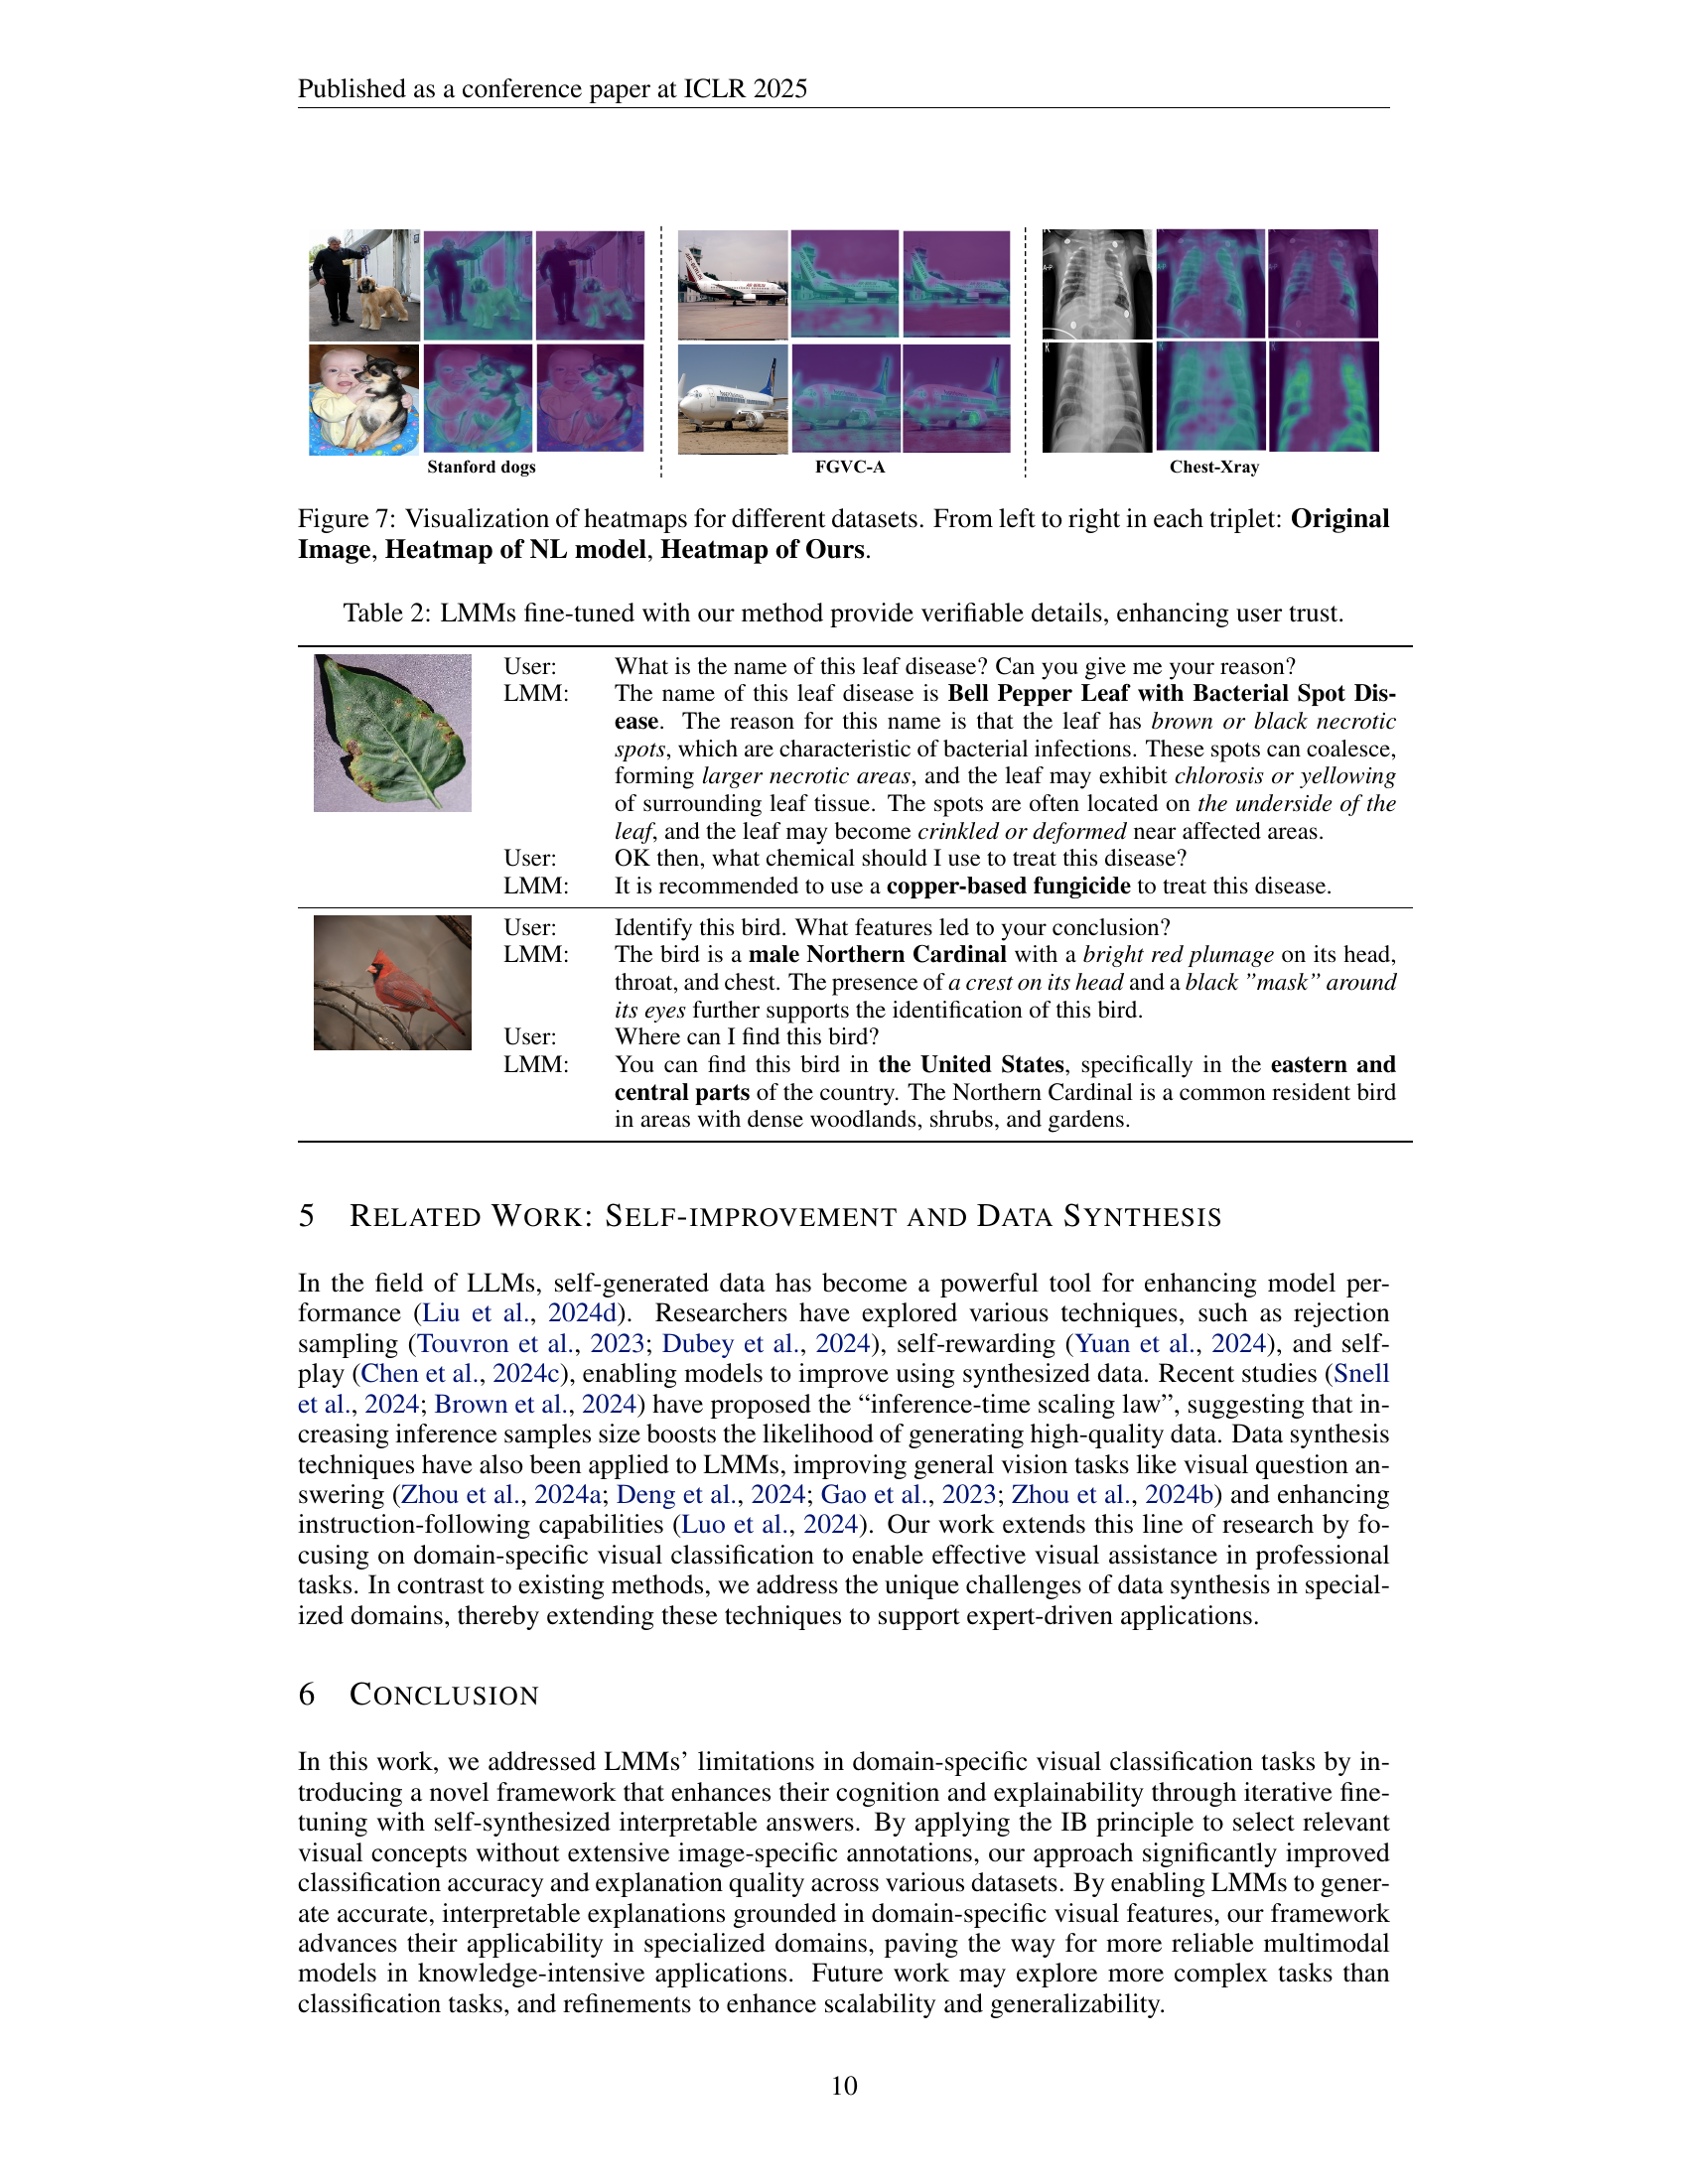 Published as a conference paper at ICLR 2025
AIR BERLIN
AIR BERLIN
A-P
A-P
A-P
Stanford dogs
FGVC-A
Chest-Xray
Figure 7: Visualization of heatmaps for different datasets. From left to right in each triplet: Original
Image, Heatmap of NL model, Heatmap of Ours.
Table 2: LMMs fine-tuned with our method provide verifiable details, enhancing user trust.
User: What is the name of this leaf disease? Can you give me your reason?
LMM: The name of this leaf disease is Bell Pepper Leaf with Bacterial Spot Dis-
ease. The reason for this name is that the leaf has brown or black necrotic
spots, which are characteristic of bacterial infections. These spots can coalesce,
forming larger necrotic areas, and the leaf may exhibit chlorosis or yellowing
of surrounding leaf tissue. The spots are often located on the underside of the
leaf, and the leaf may become crinkled or deformed near affected areas.
User: OK then, what chemical should I use to treat this disease?
LMM: It is recommended to use a copper-based fungicide to treat this disease.
User: Identify this bird. What features led to your conclusion?
LMM: The bird is a male Northern Cardinal with a bright red plumage on its head,
throat, and chest. The presence of a crest on its head and a black ”mask” around
its eyes further supports the identification of this bird.
User: Where can I find this bird?
LMM: You can find this bird in the United States, specifically in the eastern and
central parts of the country. The Northern Cardinal is a common resident bird
in areas with dense woodlands, shrubs, and gardens.
5 RELATED WORK: SELF-IMPROVEMENT AND DATA SYNTHESIS
In the field of LLMs, self-generated data has become a powerful tool for enhancing model per-
formance (Liu et al., 2024d). Researchers have explored various techniques, such as rejection
sampling (Touvron et al., 2023; Dubey et al., 2024), self-rewarding (Yuan et al., 2024), and self-
play (Chen et al., 2024c), enabling models to improve using synthesized data. Recent studies (Snell
et al., 2024; Brown et al., 2024) have proposed the “inference-time scaling law”, suggesting that in-
creasing inference samples size boosts the likelihood of generating high-quality data. Data synthesis
techniques have also been applied to LMMs, improving general vision tasks like visual question an-
swering (Zhou et al., 2024a; Deng et al., 2024; Gao et al., 2023; Zhou et al., 2024b) and enhancing
instruction-following capabilities (Luo et al., 2024). Our work extends this line of research by fo-
cusing on domain-specific visual classification to enable effective visual assistance in professional
tasks. In contrast to existing methods, we address the unique challenges of data synthesis in special-
ized domains, thereby extending these techniques to support expert-driven applications.
6 CONCLUSION
In this work, we addressed LMMs’ limitations in domain-specific visual classification tasks by in-
troducing a novel framework that enhances their cognition and explainability through iterative fine-
tuning with self-synthesized interpretable answers. By applying the IB principle to select relevant
visual concepts without extensive image-specific annotations, our approach significantly improved
classification accuracy and explanation quality across various datasets. By enabling LMMs to gener-
ate accurate, interpretable explanations grounded in domain-specific visual features, our framework
advances their applicability in specialized domains, paving the way for more reliable multimodal
models in knowledge-intensive applications. Future work may explore more complex tasks than
classification tasks, and refinements to enhance scalability and generalizability.
10